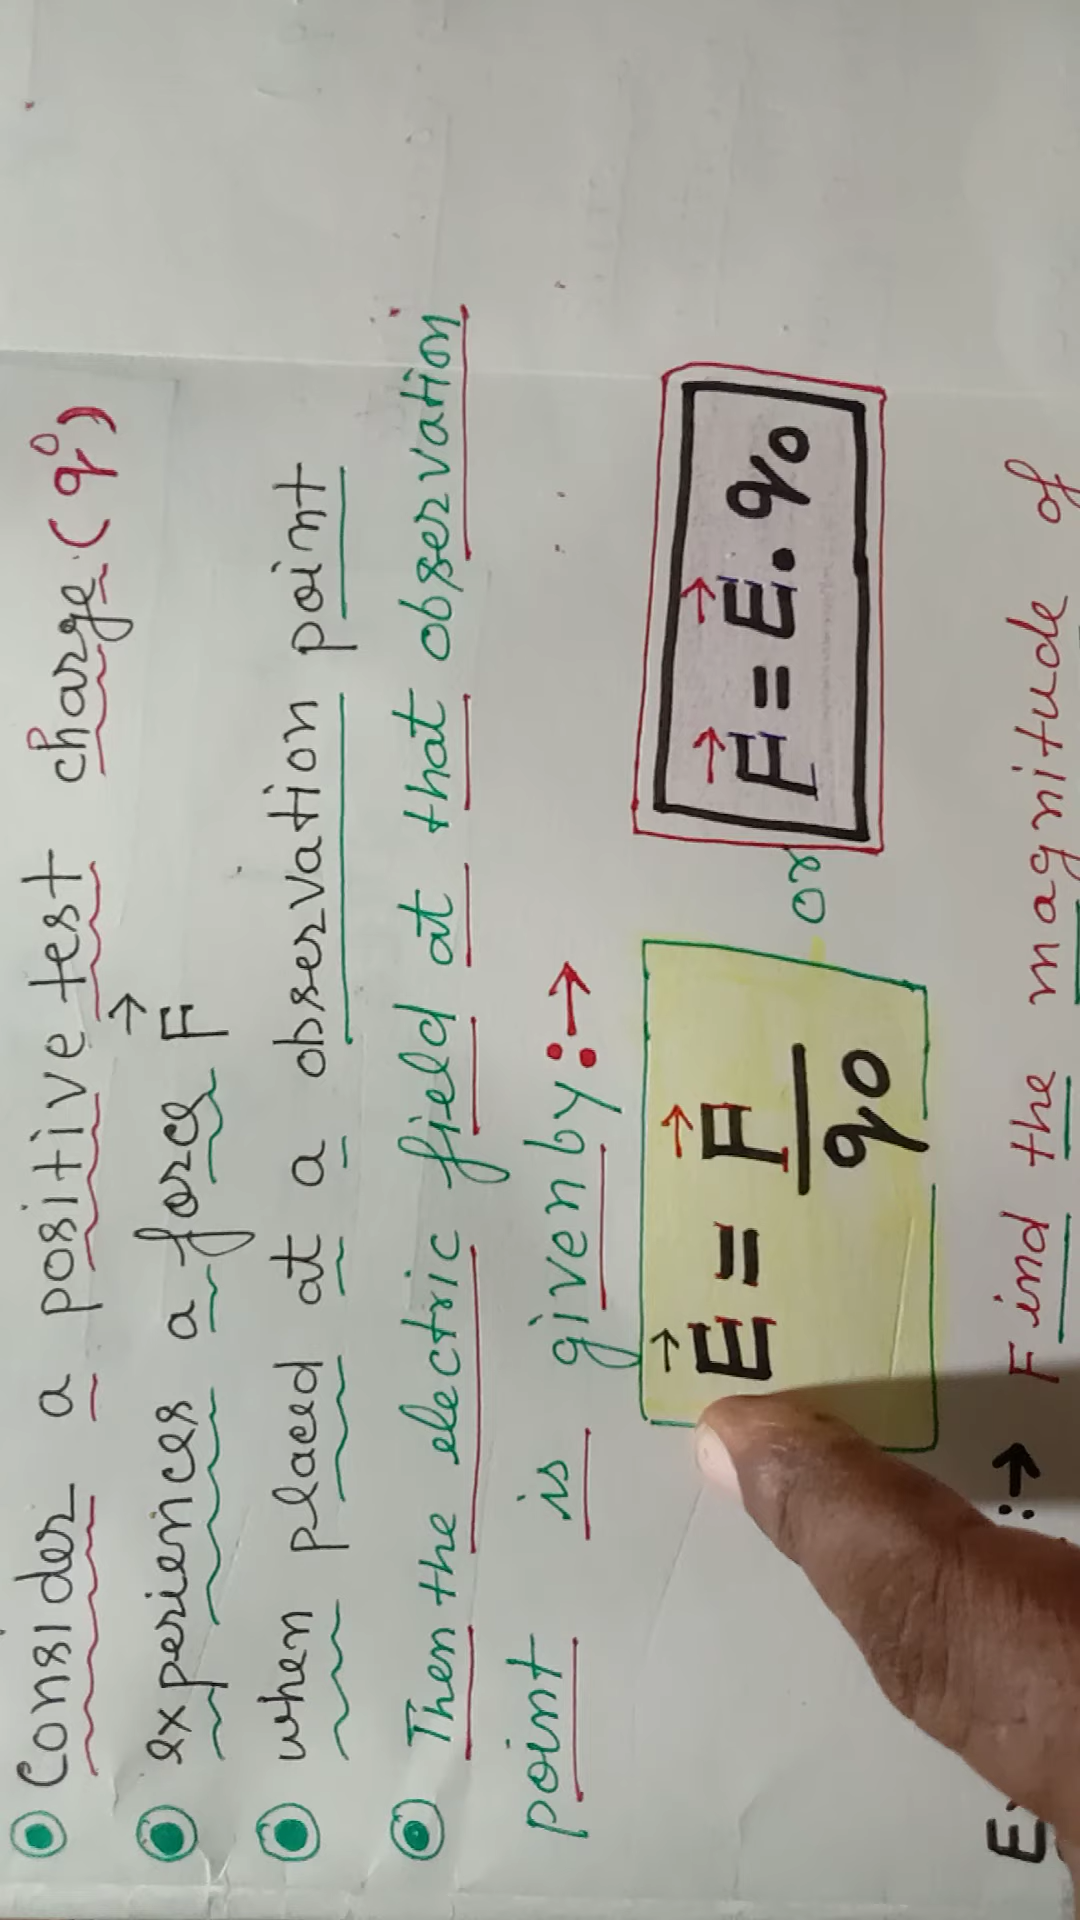 Consider a positive test charge (q0)
experiences a force F→
when placed at a observation point
Then the electric field at that observation
point is given by :→
E→ = F→/q0 or F→ = E→.q0
:→ Find the magnitude of